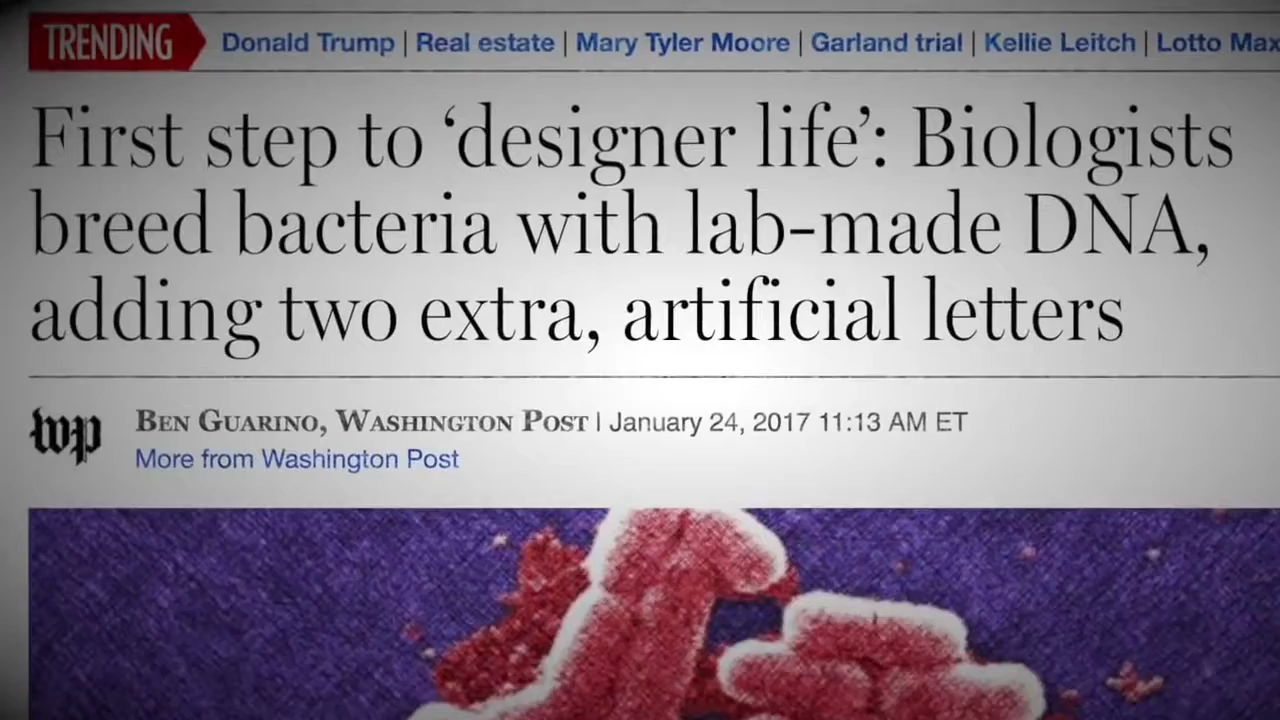 TRENDING Donald Trump | Real estate | Mary Tyler Moore | Garland trial | Kellie Leitch | Lotto Max
First step to ‘designer life’: Biologists
breed bacteria with lab-made DNA,
adding two extra, artificial letters
wp BEN GUARINO, WASHINGTON POST | January 24, 2017 11:13 AM ET
More from Washington Post